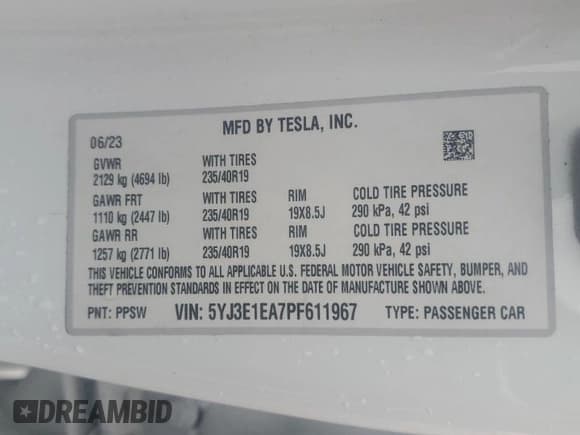 MFD BY TESLA, INC.
06/23
GVWR WITH TIRES
2129 kg (4694 lb) 235/40R19
GAWR FRT WITH TIRES RIM COLD TIRE PRESSURE
1110 kg (2447 lb) 235/40R19 19X8.5J 290 kPa, 42 psi
GAWR RR WITH TIRES RIM COLD TIRE PRESSURE
1257 kg (2771 lb) 235/40R19 19X8.5J 290 kPa, 42 psi
THIS VEHICLE CONFORMS TO ALL APPLICABLE U.S. FEDERAL MOTOR VEHICLE SAFETY, BUMPER, AND
THEFT PREVENTION STANDARDS IN EFFECT ON THE DATE OF MANUFACTURE SHOWN ABOVE.
PNT: PPSW VIN: 5YJ3E1EA7PF611967 TYPE: PASSENGER CAR
DREAMBID